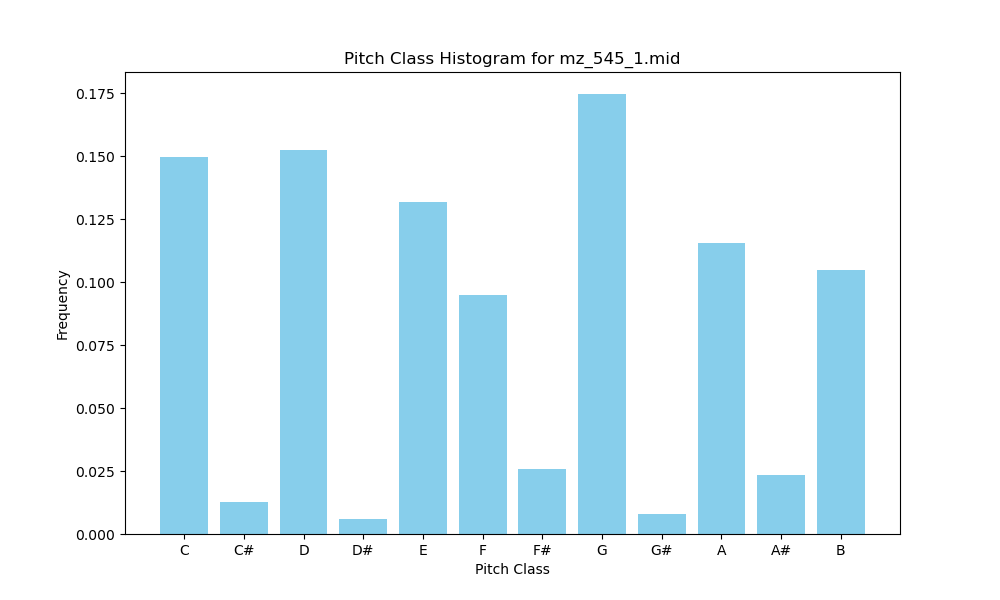 Pitch Class Histogram for mz_545_1.mid
0.175
0.150
0.125
0.100
0.075
0.050
0.025
0.000
Frequency
C C# D D# E F F# G G# A A# B
Pitch Class